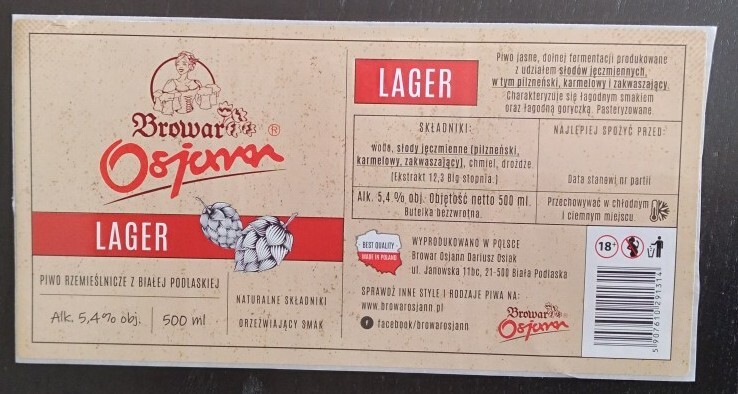 Browar
Osjann ®
LAGER
PIWO RZEMIEŚLNICZE Z BIAŁEJ PODLASKIEJ
Alk. 5,4% obj.
500 ml
NATURALNE SKŁADNIKI
ORZEŹWIAJĄCY SMAK
LAGER
Piwo jasne, dolnej fermentacji produkowane
z udziałem słodów jęczmiennych,
w tym pilzneński, karmelowy i zakwaszający.
Charakteryzuje się łagodnym smakiem
oraz łagodną goryczką. Pasteryzowane.
SKŁADNIKI:
woda, słody jęczmienne (pilzneński,
karmelowy, zakwaszający), chmiel, drożdże.
(Ekstrakt 12,3 Blg stopnia.)
NAJLEPIEJ SPOŻYĆ PRZED:
Data stanowi nr partii
Alk. 5,4.% obj. Objętość netto 500 ml.
Butelka bezzwrotna.
Przechowywać w chłodnym
i ciemnym miejscu.
BEST QUALITY
MADE IN POLAND
WYPRODUKOWANO W POLSCE
Browar Osjann Dariusz Osiak
ul. Janowska 11bc, 21-500 Biała Podlaska
SPRAWDŹ INNE STYLE I RODZAJE PIWA NA:
www.browarosjann.pl
facebook/browarosjann
Browar
Osjann
18+
5907610291314